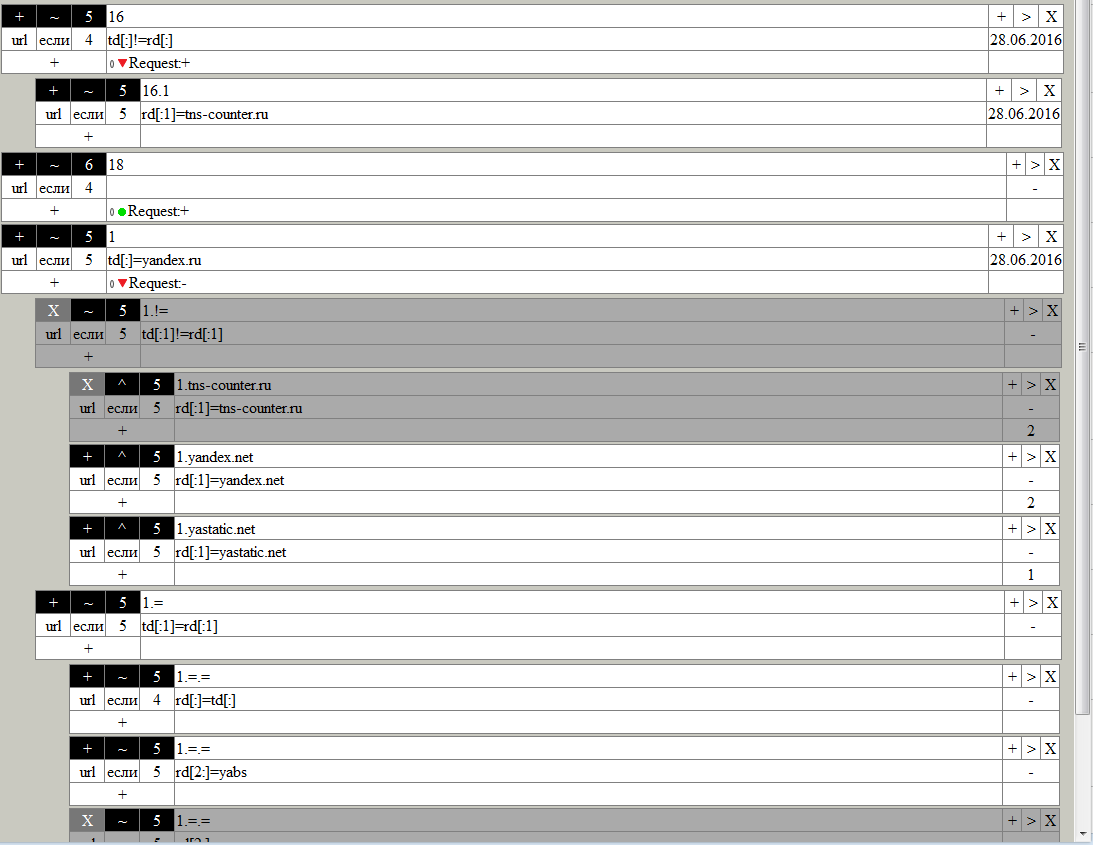 + ~ 5 16 + > X
url если 4 td[:]!=rd[:] 28.06.2016
+ 0 Request:+
+ ~ 5 16.1 + > X
url если 5 rd[:1]=tns-counter.ru 28.06.2016
+
+ ~ 6 18 + > X
url если 4 -
+ 0 Request:+
+ ~ 5 1 + > X
url если 5 td[:]=yandex.ru 28.06.2016
+ 0 Request:-
X ~ 5 1.!= + > X
url если 5 td[:1]!=rd[:1] -
+
X ^ 5 1.tns-counter.ru + > X
url если 5 rd[:1]=tns-counter.ru -
+ 2
+ ^ 5 1.yandex.net + > X
url если 5 rd[:1]=yandex.net -
+ 2
+ ^ 5 1.yastatic.net + > X
url если 5 rd[:1]=yastatic.net -
+ 1
+ ~ 5 1.= + > X
url если 5 td[:1]=rd[:1] -
+
+ ~ 5 1.=.= + > X
url если 4 rd[:]=td[:] -
+
+ ~ 5 1.=.= + > X
url если 5 rd[2:]=yabs -
+
X ~ 5 1.=.= + > X